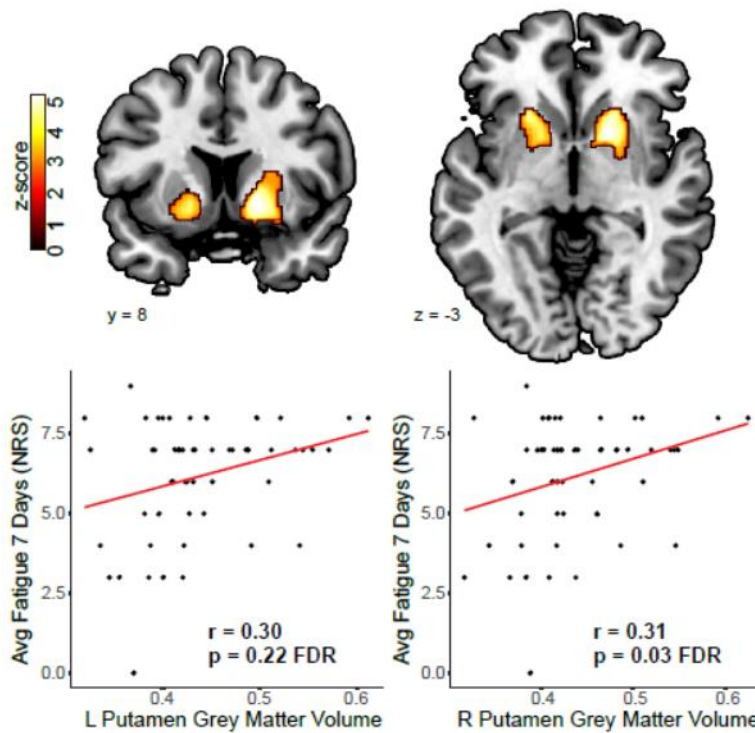 z-score
0 1 2 3 4 5
y = 8
z = -3
Avg Fatigue 7 Days (NRS)
7.5
5.0
2.5
0.0
r = 0.30
p = 0.22 FDR
0.4 0.5 0.6
L Putamen Grey Matter Volume
Avg Fatigue 7 Days (NRS)
7.5
5.0
2.5
0.0
r = 0.31
p = 0.03 FDR
0.4 0.5 0.6
R Putamen Grey Matter Volume